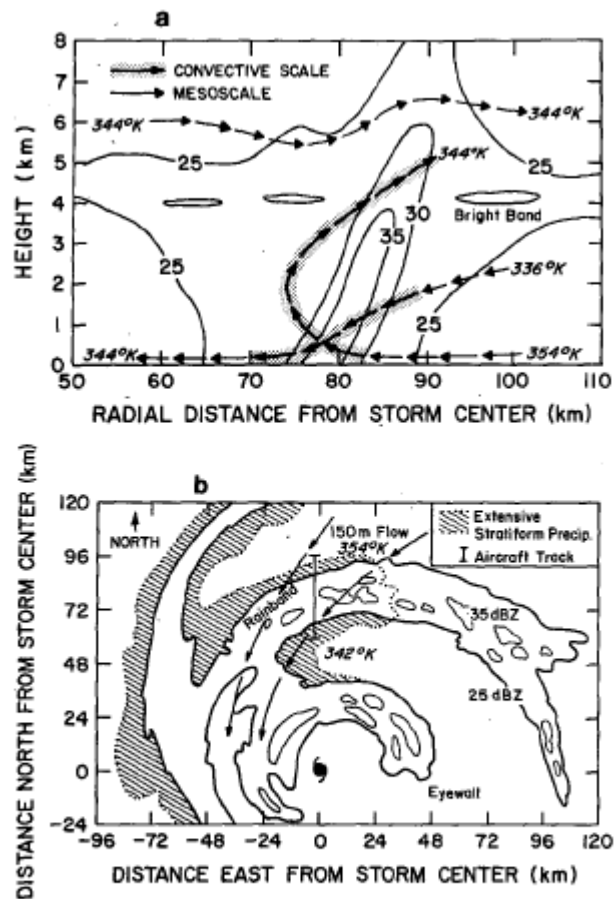 a
8
7
6
5
4
3
2
1
0
HEIGHT (km)
CONVECTIVE SCALE
MESOSCALE
344°K
344°K
25
25
344°K
30
Bright Band
35
25
336°K
25
344°K
354°K
50 60 70 80 90 100 110
RADIAL DISTANCE FROM STORM CENTER (km)
b
DISTANCE NORTH FROM STORM CENTER (km)
120
96
72
48
24
0
-24
NORTH
150m Flow
354°K
Extensive
Stratiform Precip.
Aircraft Track
Rainband
35dBZ
342°K
25 dBZ
Eyewall
-96 -72 -48 -24 0 24 48 72 96 120
DISTANCE EAST FROM STORM CENTER (km)